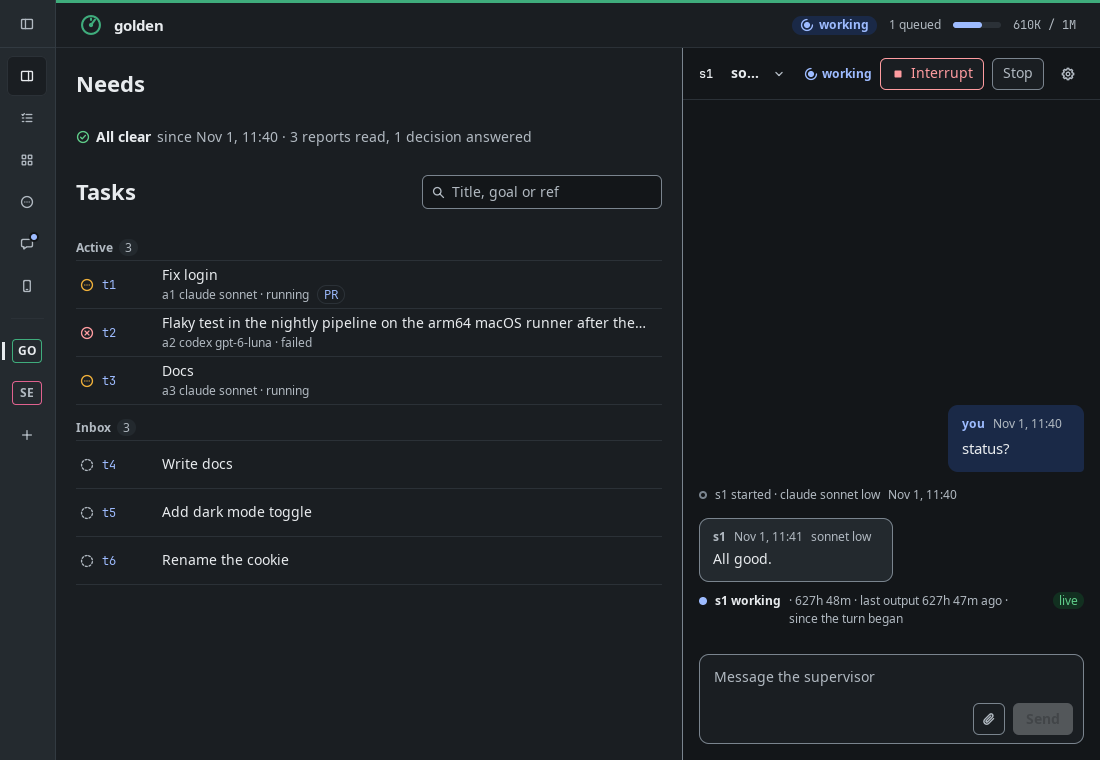 golden
working
1 queued
610K / 1M
GO
SE
Needs
All clear since Nov 1, 11:40 · 3 reports read, 1 decision answered
Tasks
Title, goal or ref
Active 3
t1
Fix login
a1 claude sonnet · running PR
t2
Flaky test in the nightly pipeline on the arm64 macOS runner after the…
a2 codex gpt-6-luna · failed
t3
Docs
a3 claude sonnet · running
Inbox 3
t4 Write docs
t5 Add dark mode toggle
t6 Rename the cookie
s1 so… working Interrupt Stop
you Nov 1, 11:40
status?
s1 started · claude sonnet low Nov 1, 11:40
s1 Nov 1, 11:41 sonnet low
All good.
s1 working · 627h 48m · last output 627h 47m ago · live
since the turn began
Message the supervisor
Send